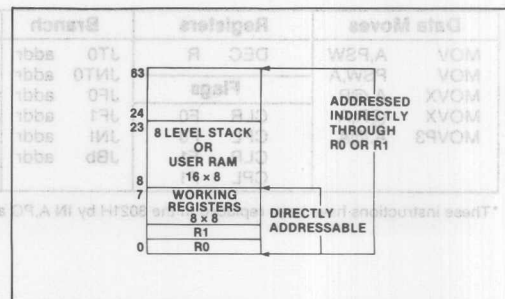 63
24
23
8 LEVEL STACK
OR
USER RAM
16 × 8
8
7
WORKING
REGISTERS
8 × 8
R1
R0
0
ADDRESSED
INDIRECTLY
THROUGH
R0 OR R1
DIRECTLY
ADDRESSABLE